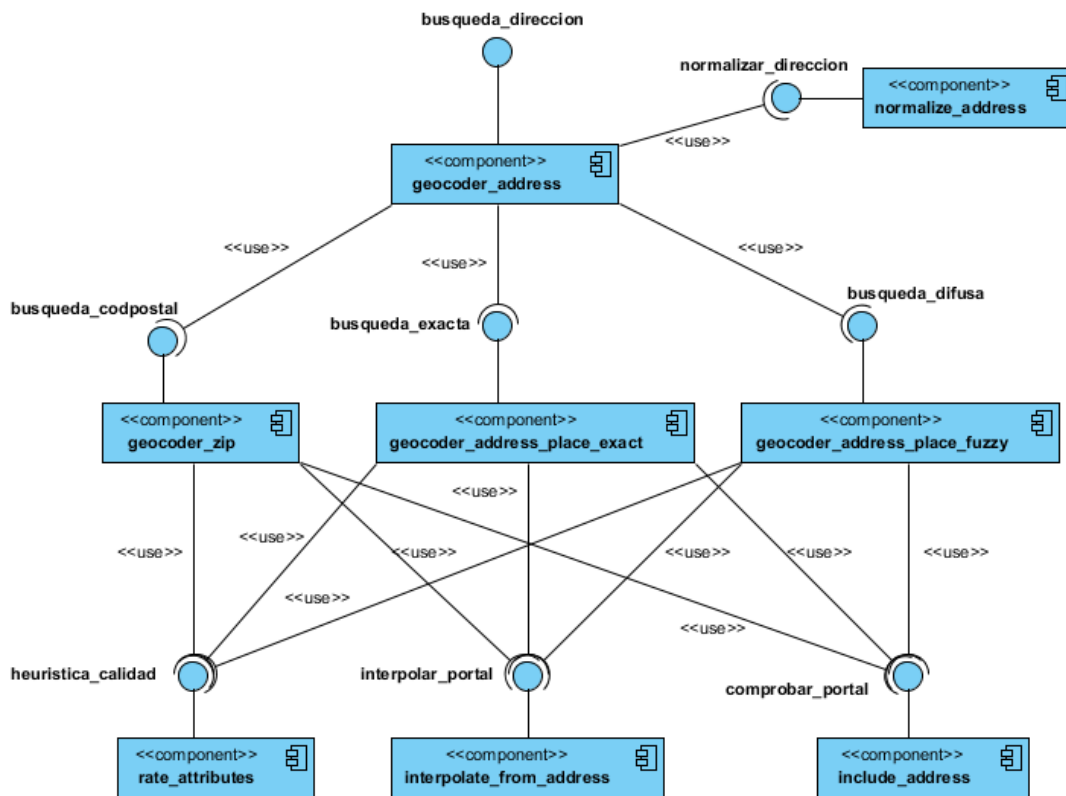 busqueda_direccion
normalizar_direccion
<<component>>
normalize_address
<<use>>
<<component>>
geocoder_address
<<use>>
<<use>>
<<use>>
busqueda_codpostal
busqueda_exacta
busqueda_difusa
<<component>>
geocoder_zip
<<component>>
geocoder_address_place_exact
<<component>>
geocoder_address_place_fuzzy
<<use>>
<<use>>
<<use>>
<<use>>
<<use>>
<<use>>
<<use>>
<<use>>
<<use>>
heuristica_calidad
interpolar_portal
comprobar_portal
<<component>>
rate_attributes
<<component>>
interpolate_from_address
<<component>>
include_address